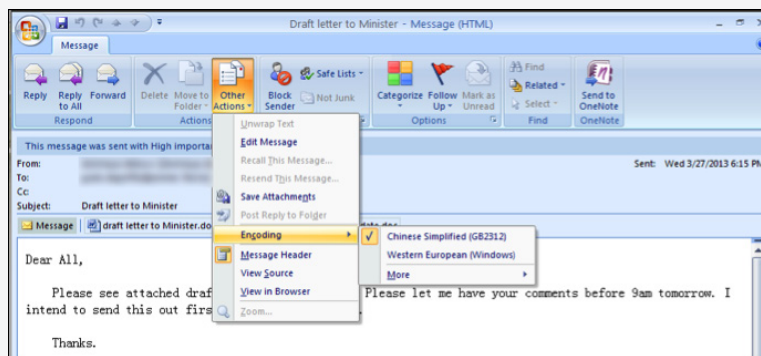 Draft letter to Minister - Message (HTML)
Message
Reply
Reply to All
Forward
Delete
Move to Folder
Other Actions
Block Sender
Safe Lists
Not Junk
Categorize
Follow Up
Mark as Unread
Find
Related
Select
Send to OneNote
Respond
Actions
Options
Find
OneNote
This message was sent with High importa
From:
Sent: Wed 3/27/2013 6:15 PM
To:
Cc:
Subject: Draft letter to Minister
Message
draft letter to Minister.do
Unwrap Text
Edit Message
Recall This Message...
Resend This Message...
Save Attachments
Post Reply to Folder
Encoding
Message Header
View Source
View in Browser
Zoom...
Chinese Simplified (GB2312)
Western European (Windows)
More
Dear All,
Please see attached draf Please let me have your comments before 9am tomorrow. I
intend to send this out firs
Thanks.